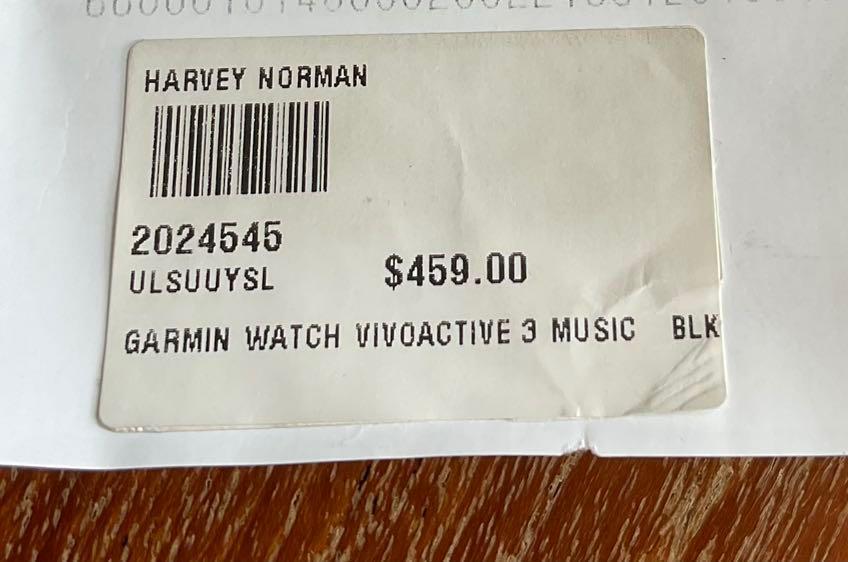 HARVEY NORMAN
2024545
ULSUUYSL
$459.00
GARMIN WATCH VIVOACTIVE 3 MUSIC BLK